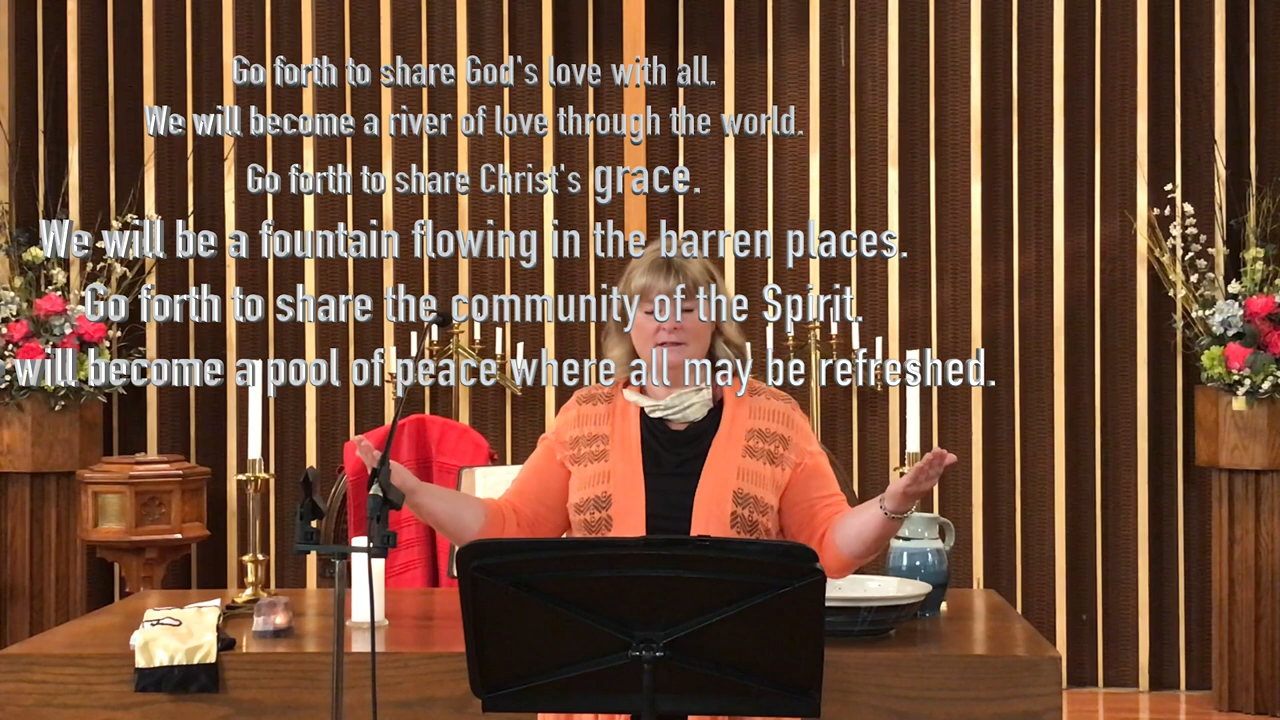 Go forth to share God's love with all.
We will become a river of love through the world.
Go forth to share Christ's grace.
We will be a fountain flowing in the barren places.
Go forth to share the community of the Spirit.
will become a pool of peace where all may be refreshed.